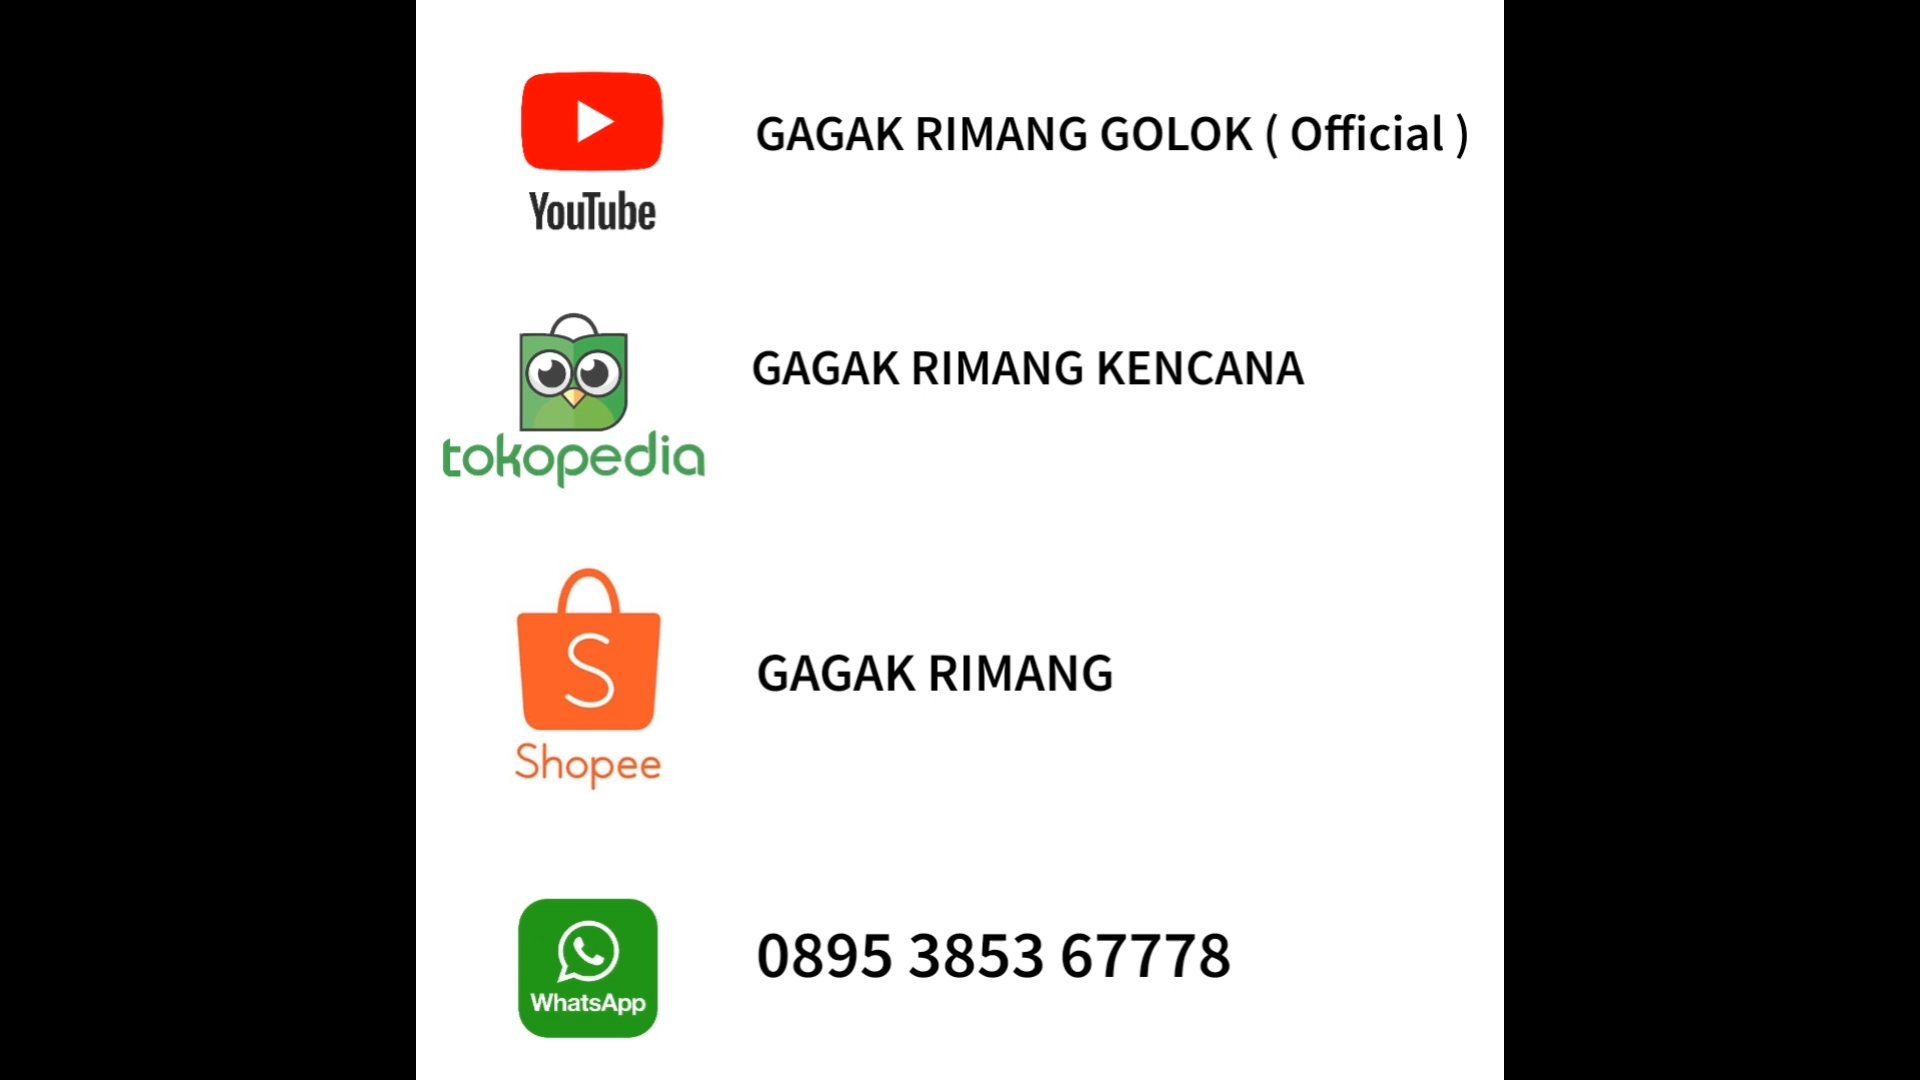 YouTube
GAGAK RIMANG GOLOK ( Official )
tokopedia
GAGAK RIMANG KENCANA
S
Shopee
GAGAK RIMANG
WhatsApp
0895 3853 67778